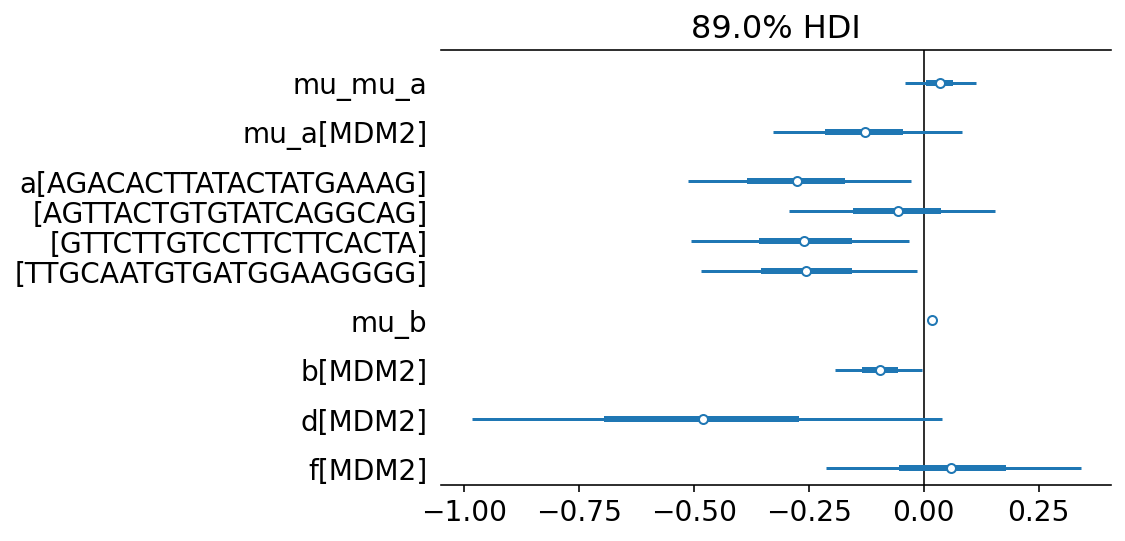 89.0% HDI
mu_mu_a
mu_a[MDM2]
a[AGACACTTATACTATGAAAG]
[AGTTACTGTGTATCAGGCAG]
[GTTCTTGTCCTTCTTCACTA]
[TTGCAATGTGATGGAAGGGG]
mu_b
b[MDM2]
d[MDM2]
f[MDM2]
−1.00 −0.75 −0.50 −0.25 0.00 0.25